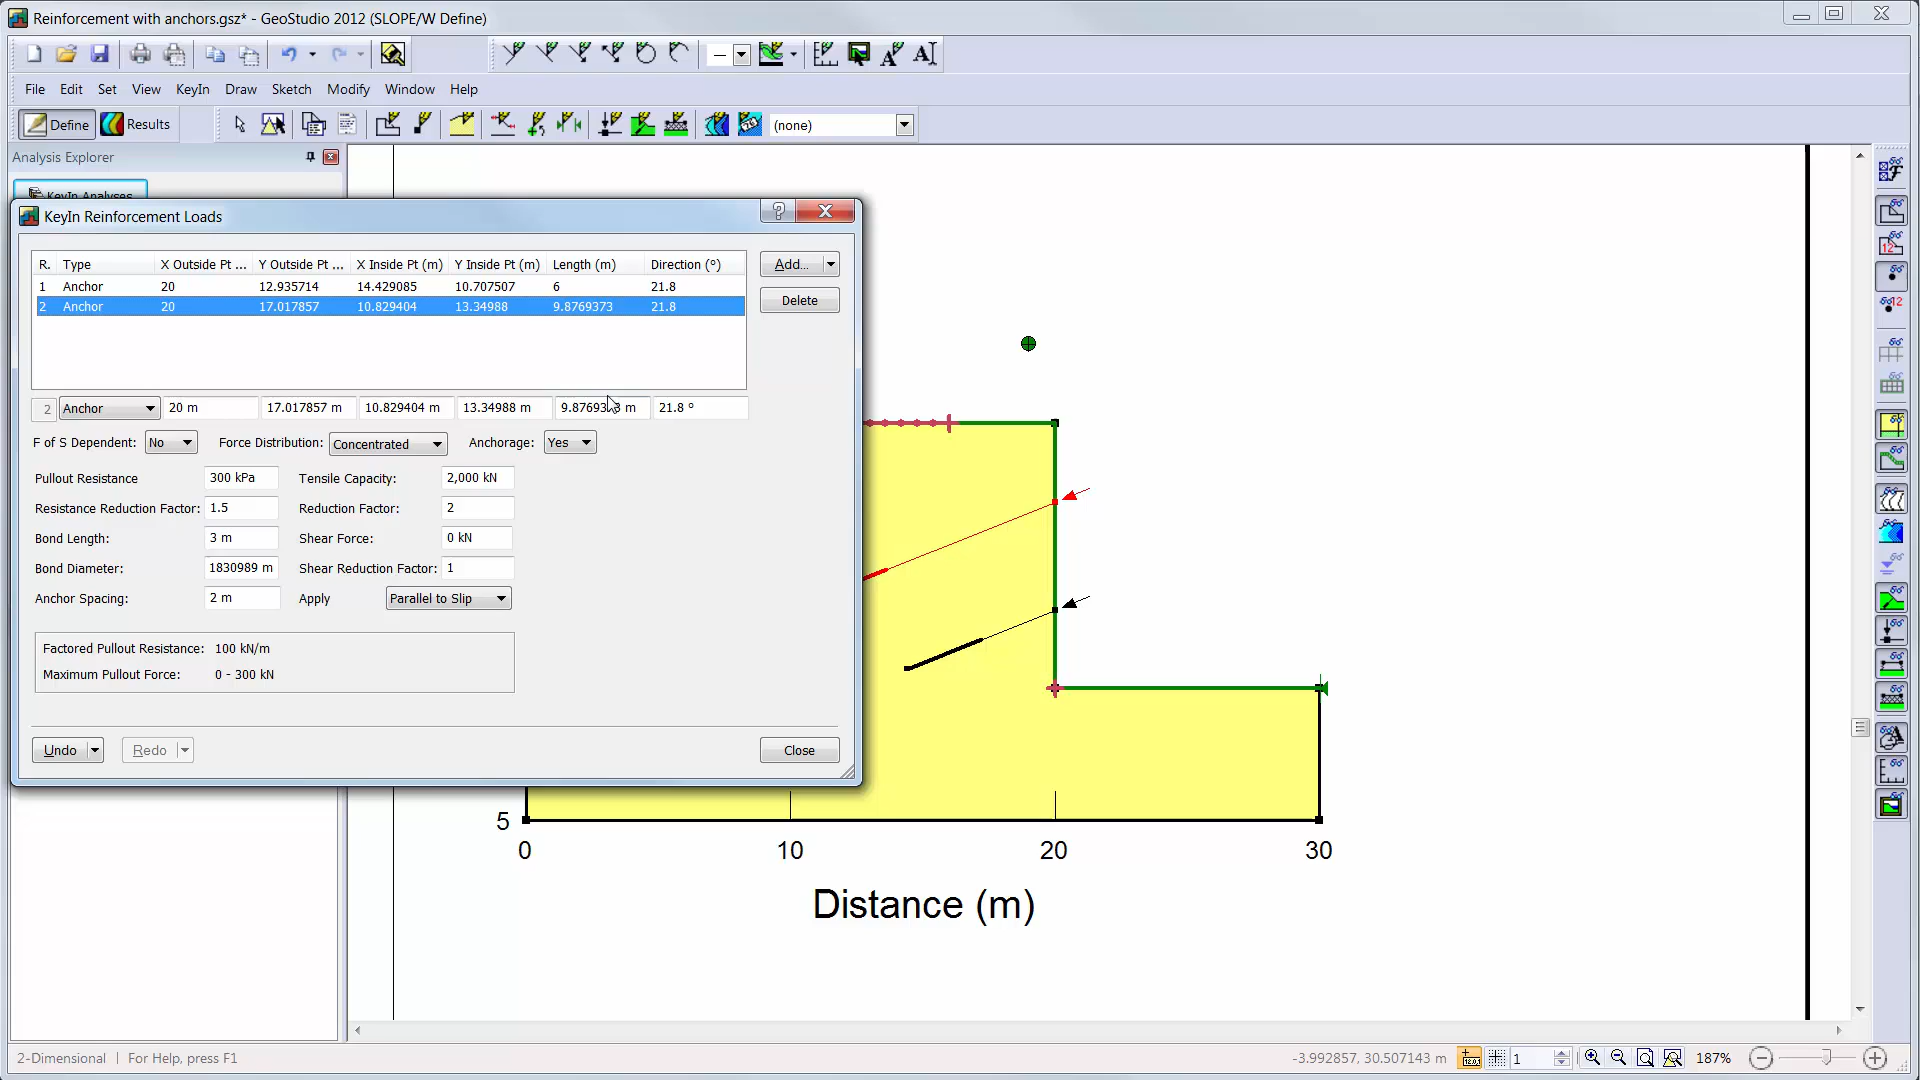 Reinforcement with anchors.gsz* - GeoStudio 2012 (SLOPE/W Define)
File Edit Set View KeyIn Draw Sketch Modify Window Help
Define Results (none)
Analysis Explorer
KeyIn Analyses
KeyIn Reinforcement Loads
R. Type X Outside Pt ... Y Outside Pt ... X Inside Pt (m) Y Inside Pt (m) Length (m) Direction (°)
1 Anchor 20 12.935714 14.429085 10.707507 6 21.8
2 Anchor 20 17.017857 10.829404 13.34988 9.8769373 21.8
Add...
Delete
2 Anchor 20 m 17.017857 m 10.829404 m 13.34988 m m 21.8 °
F of S Dependent: No Force Distribution: Concentrated Anchorage: Yes
Pullout Resistance 300 kPa Tensile Capacity: 2,000 kN
Resistance Reduction Factor: 1.5 Reduction Factor: 2
Bond Length: 3 m Shear Force: 0 kN
Bond Diameter: 1830989 m Shear Reduction Factor: 1
Anchor Spacing: 2 m Apply Parallel to Slip
Factored Pullout Resistance: 100 kN/m
Maximum Pullout Force: 0 - 300 kN
Undo Redo Close
5
0 10 20 30
Distance (m)
2-Dimensional For Help, press F1 -3.992857, 30.507143 m 1 187%